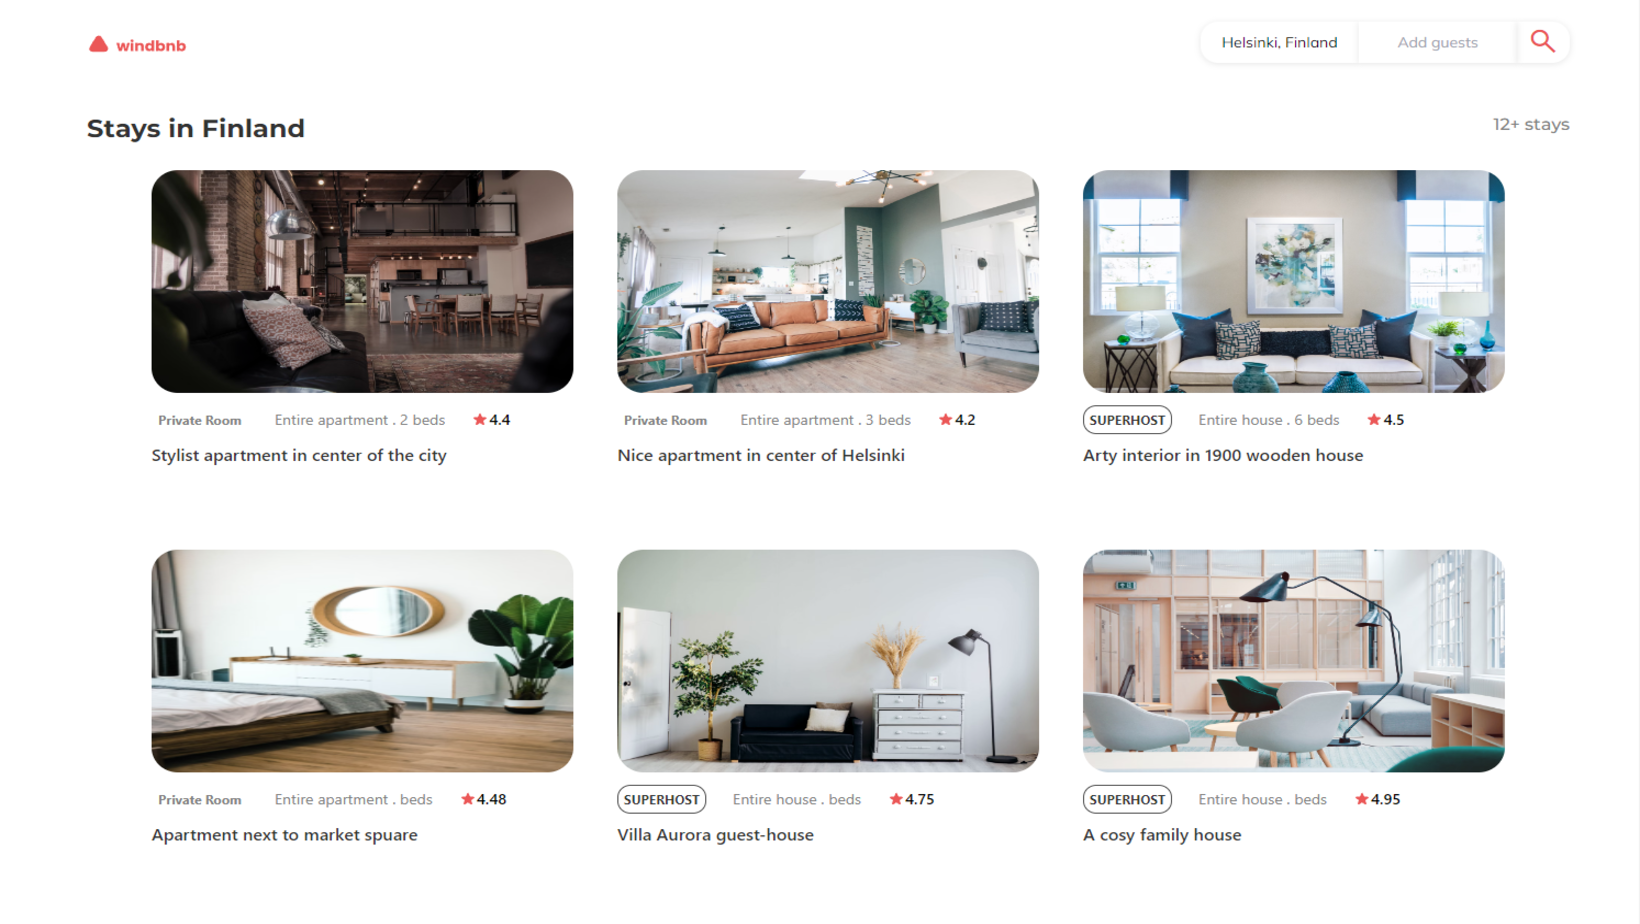 windbnb
Helsinki, Finland
Add guests
Stays in Finland
12+ stays
Private Room Entire apartment . 2 beds 4.4
Stylist apartment in center of the city
Private Room Entire apartment . 3 beds 4.2
Nice apartment in center of Helsinki
SUPERHOST Entire house . 6 beds 4.5
Arty interior in 1900 wooden house
Private Room Entire apartment . beds 4.48
Apartment next to market spuare
SUPERHOST Entire house . beds 4.75
Villa Aurora guest-house
SUPERHOST Entire house . beds 4.95
A cosy family house